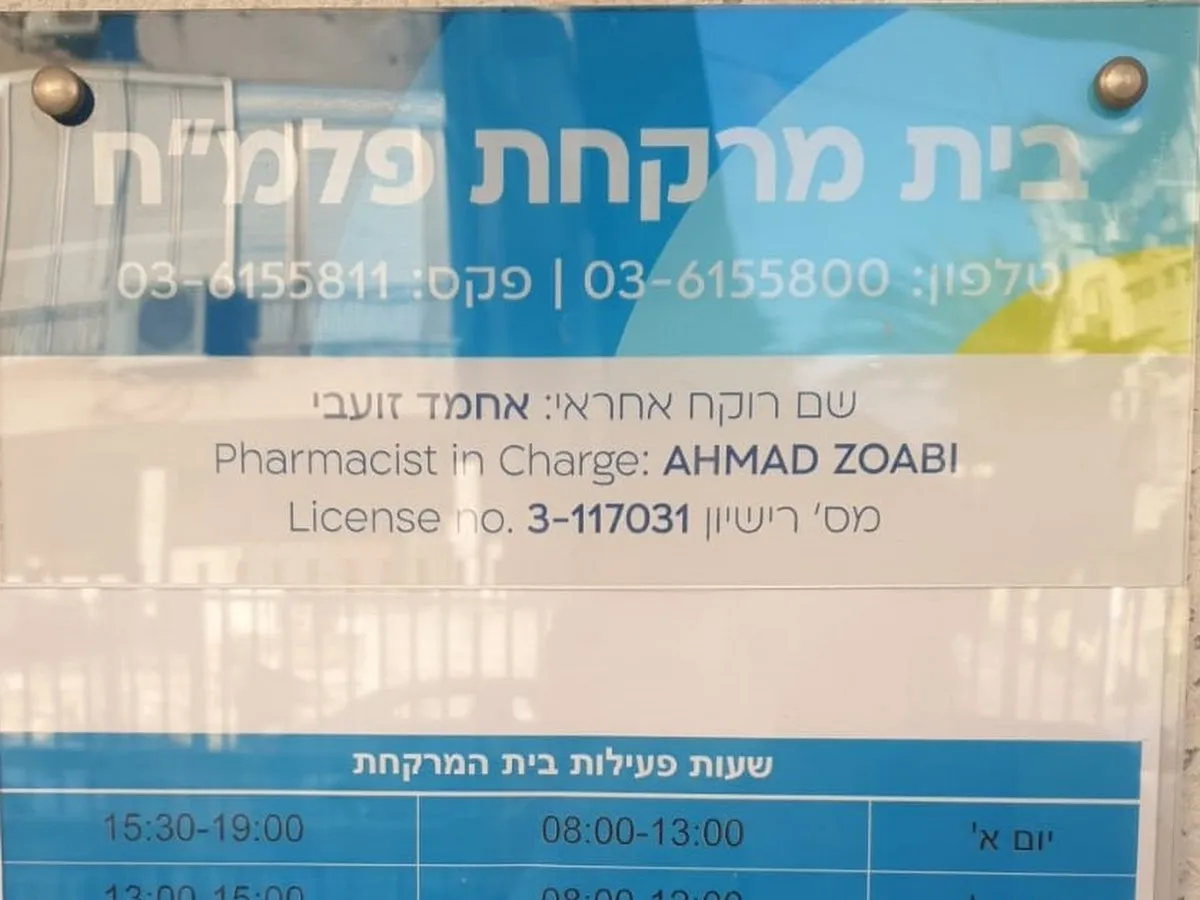 בית מרקחת פלמ"ח
טלפון: 03-6155800 | פקס: 03-6155811
שם רוקח אחראי: אחמד זועבי
Pharmacist in Charge: AHMAD ZOABI
License no. 3-117031 מס' רישיון
שעות פעילות בית המרקחת
יום א' 08:00-13:00 15:30-19:00